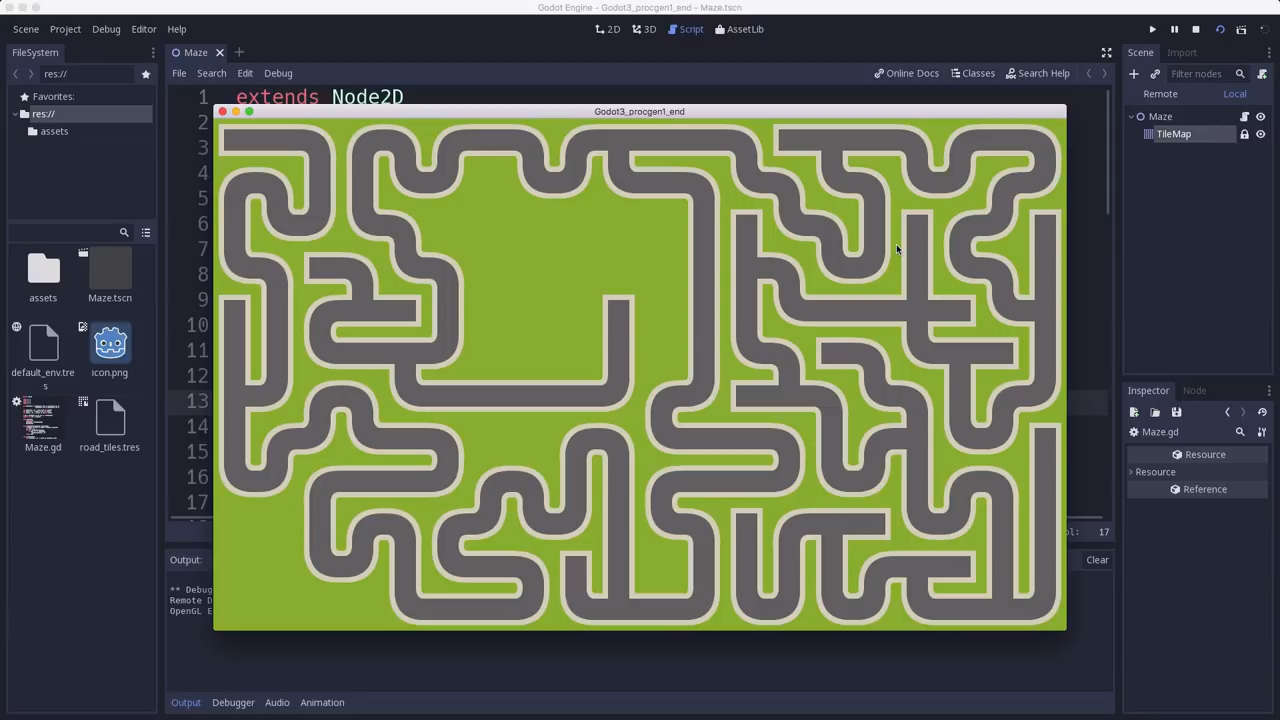 Godot Engine - Godot3_procgen1_end - Maze.tscn
Scene Project Debug Editor Help
2D 3D Script AssetLib
FileSystem
res://
Favorites:
res://
assets
assets
Maze.tscn
default_env.tres
icon.png
Maze.gd
road_tiles.tres
Maze
File Search Edit Debug
Online Docs Classes Search Help
1 extends Node2D
2
3
4
5
6
7
8
9
10
11
12
13
14
15
16
17
Godot3_procgen1_end
17
Output:
Clear
** Debug
Remote D
OpenGL E
Output Debugger Audio Animation
Scene Import
Filter nodes
Remote Local
Maze
TileMap
Inspector Node
Maze.gd
Resource
Resource
Reference